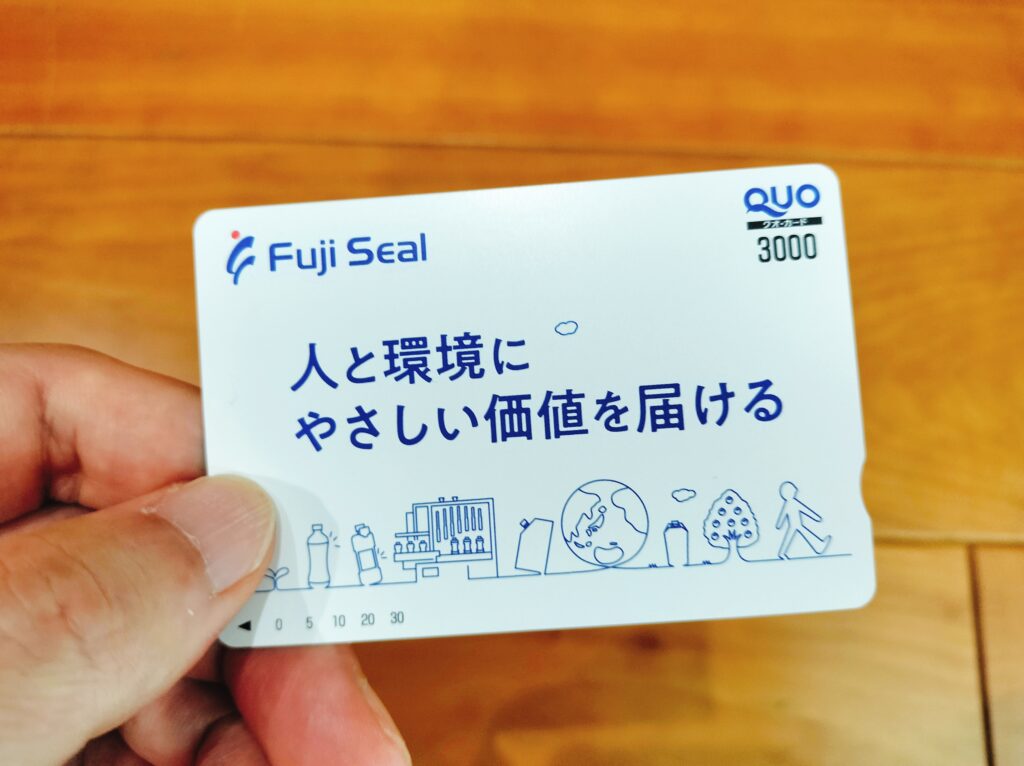 Fuji Seal
QUO
クオ・カード
3000
人と環境に
やさしい価値を届ける
◀ 0 5 10 20 30